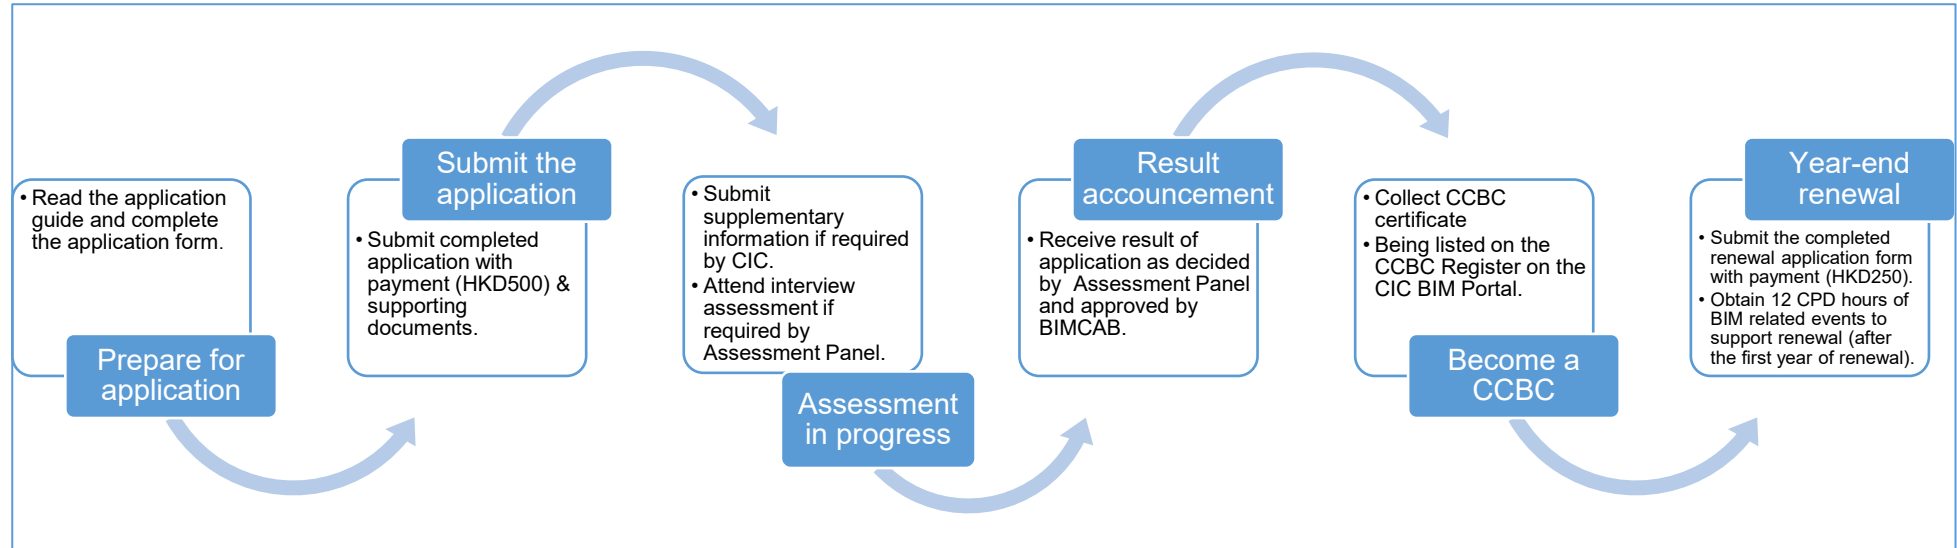 • Read the application
guide and complete
the application form.
Prepare for
application
Submit the
application
• Submit completed
application with
payment (HKD500) &
supporting
documents.
• Submit
supplementary
information if required
by CIC.
• Attend interview
assessment if
required by
Assessment Panel.
Assessment
in progress
Result
accouncement
• Receive result of
application as decided
by Assessment Panel
and approved by
BIMCAB.
• Collect CCBC
certificate
• Being listed on the
CCBC Register on the
CIC BIM Portal.
Become a
CCBC
Year-end
renewal
• Submit the completed
renewal application form
with payment (HKD250).
• Obtain 12 CPD hours of
BIM related events to
support renewal (after
the first year of renewal).